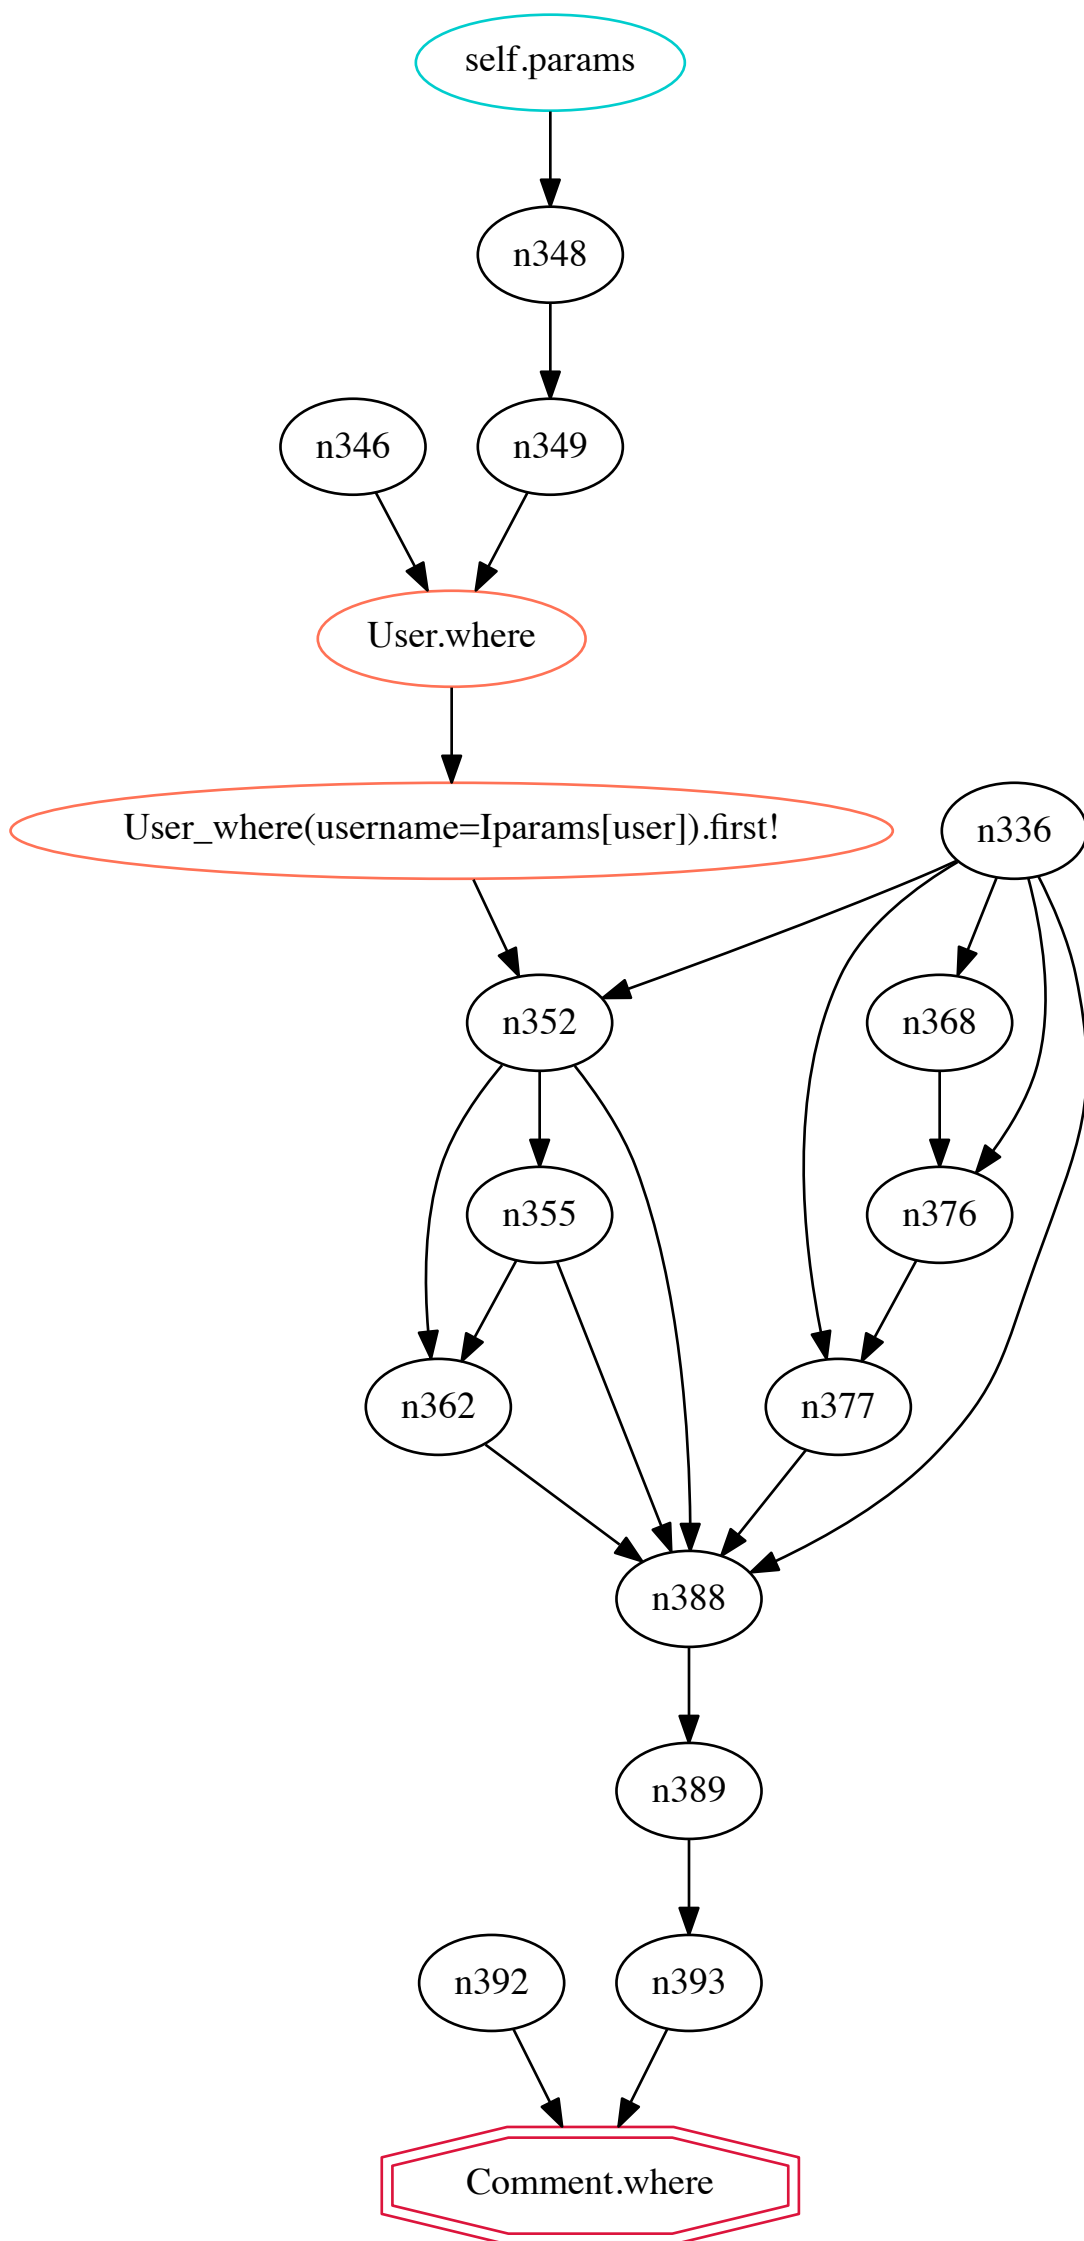 self.params
n348
n346
n349
User.where
User_where(username=Iparams[user]).first!
n336
n352
n368
n355
n376
n362
n377
n388
n389
n392
n393
Comment.where